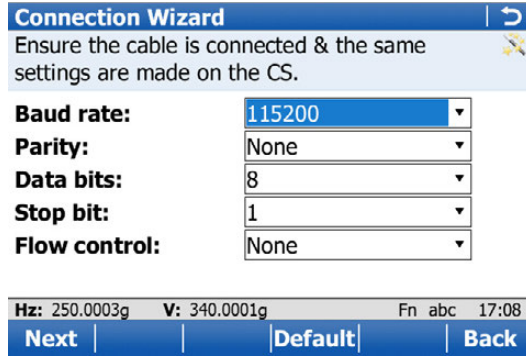 Connection Wizard
Ensure the cable is connected & the same
settings are made on the CS.
Baud rate: 115200
Parity: None
Data bits: 8
Stop bit: 1
Flow control: None
Hz: 250.0003g V: 340.0001g Fn abc 17:08
Next Default Back